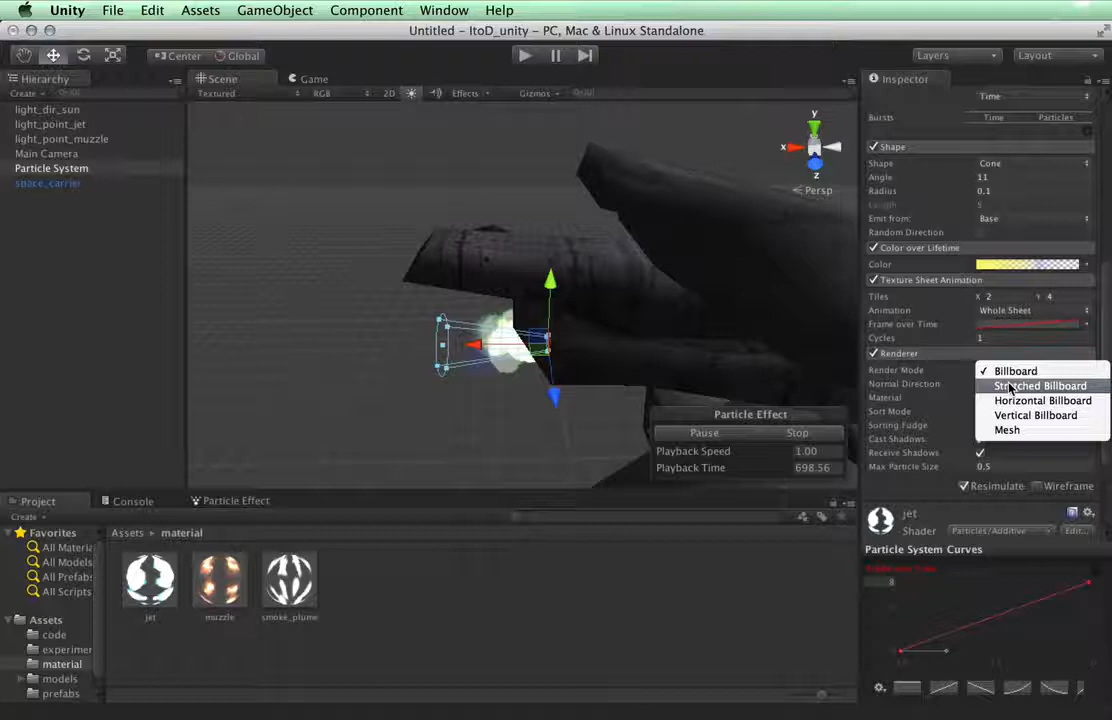 Unity File Edit Assets GameObject Component Window Help
Untitled - ItoD_unity - PC, Mac & Linux Standalone
Center Global Layers Layout
Hierarchy
Create
light_dir_sun
light_point_jet
light_point_muzzle
Main Camera
Particle System
space_carrier
Scene Game
Textured RGB 2D Effects Gizmos
y
x
z
Persp
Particle Effect
Pause Stop
Playback Speed 1.00
Playback Time 698.56
Inspector
Time
Bursts Time Particles
Shape
Shape Cone
Angle 11
Radius 0.1
Length 5
Emit from: Base
Random Direction
Color over Lifetime
Color
Texture Sheet Animation
Tiles X 2 Y 4
Animation Whole Sheet
Frame over Time
Cycles 1
Renderer
Render Mode
Normal Direction
Material
Sort Mode
Sorting Fudge
Cast Shadows
Receive Shadows
Max Particle Size 0.5
Billboard
Stretched Billboard
Horizontal Billboard
Vertical Billboard
Mesh
Resimulate Wireframe
jet
Shader Particles/Additive Edit...
Particle System Curves
8
Project Console Particle Effect
Create
Favorites
All Materia
All Models
All Prefabs
All Scripts
Assets
code
experimer
material
models
prefabs
Assets material
jet muzzle smoke_plume